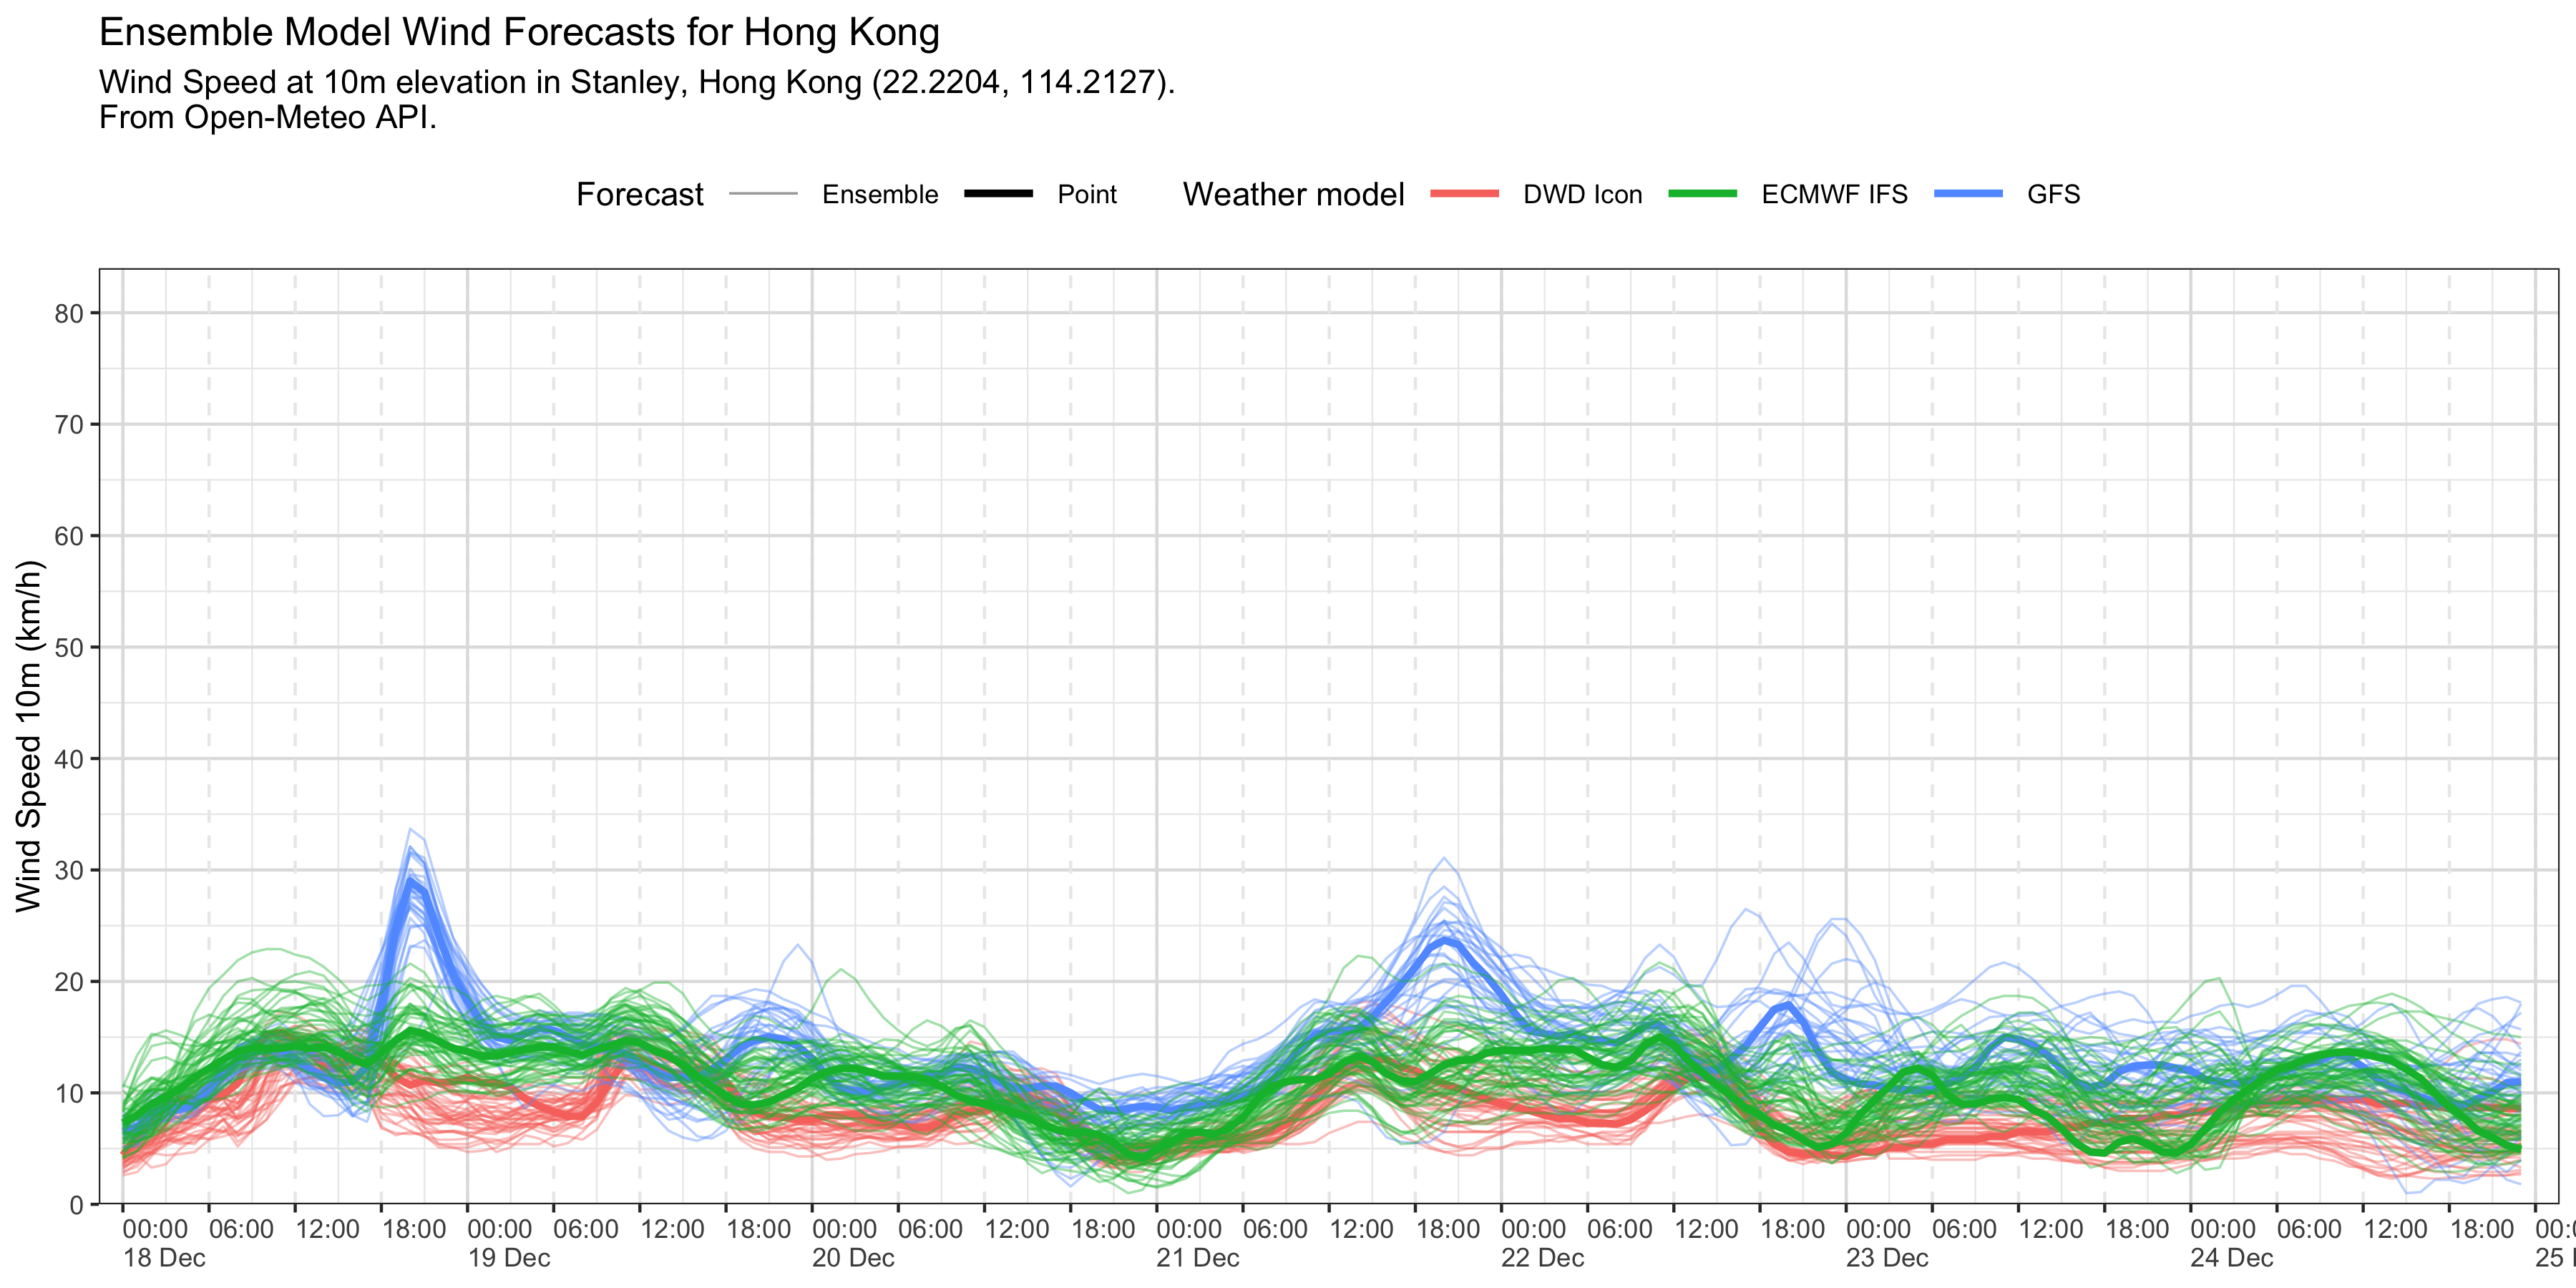 Ensemble Model Wind Forecasts for Hong Kong
Wind Speed at 10m elevation in Stanley, Hong Kong (22.2204, 114.2127).
From Open-Meteo API.
Forecast Ensemble Point Weather model DWD Icon ECMWF IFS GFS
Wind Speed 10m (km/h)
80
70
60
50
40
30
20
10
0
00:00 06:00 12:00 18:00 00:00 06:00 12:00 18:00 00:00 06:00 12:00 18:00 00:00 06:00 12:00 18:00 00:00 06:00 12:00 18:00 00:00 06:00 12:00 18:00 00:00 06:00 12:00 18:00 00:
18 Dec 19 Dec 20 Dec 21 Dec 22 Dec 23 Dec 24 Dec 25